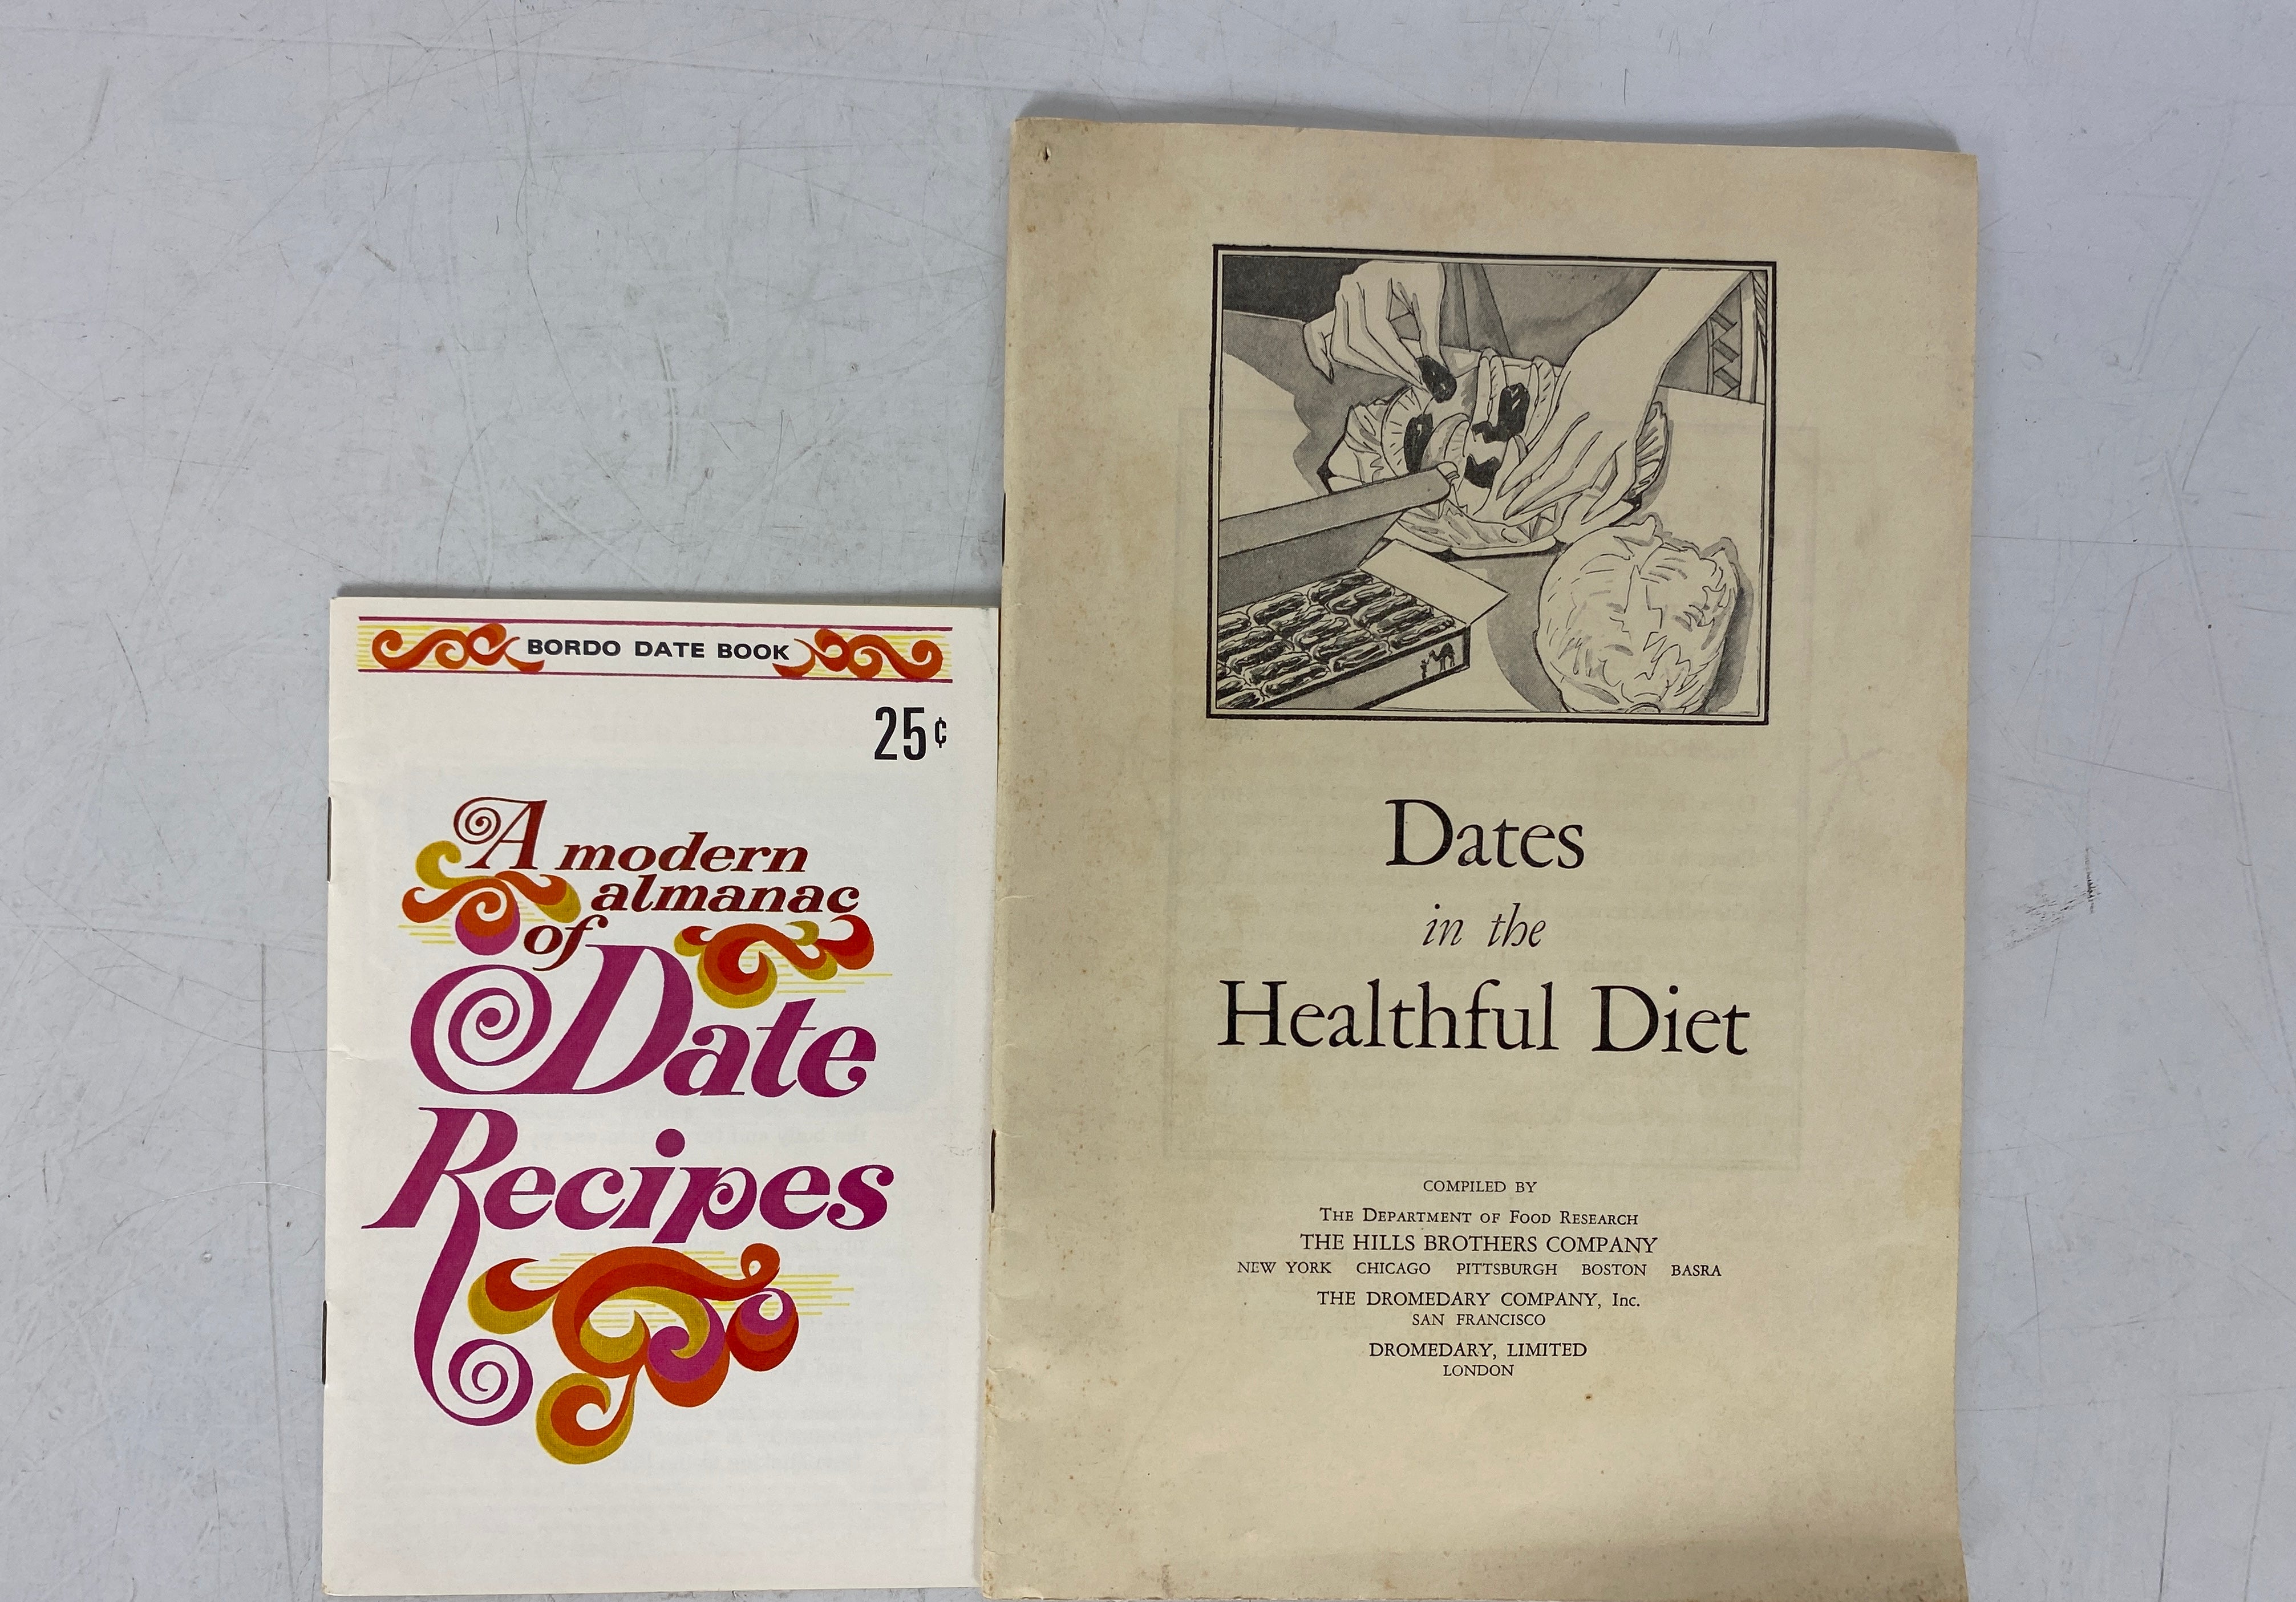 BORDO DATE BOOK
25¢
A modern
almanac
of
Date
Recipes
Dates
in the
Healthful Diet
COMPILED BY
THE DEPARTMENT OF FOOD RESEARCH
THE HILLS BROTHERS COMPANY
NEW YORK CHICAGO PITTSBURGH BOSTON BASRA
THE DROMEDARY COMPANY, Inc.
SAN FRANCISCO
DROMEDARY, LIMITED
LONDON